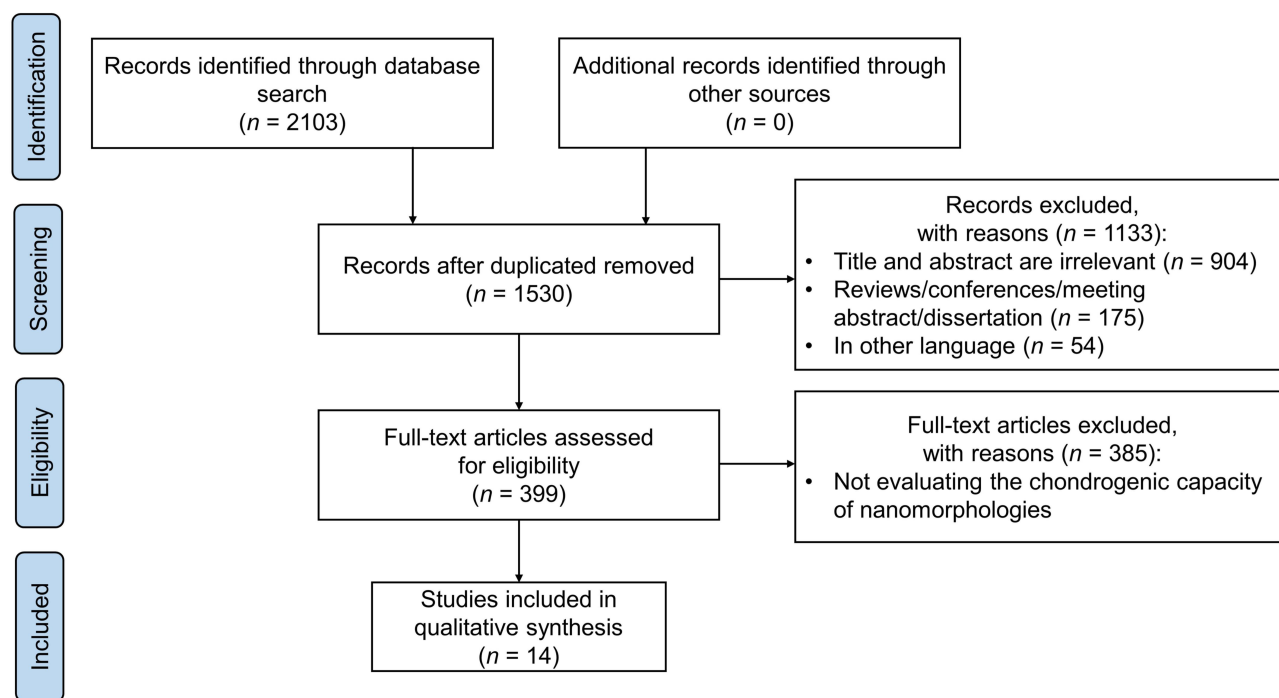 Identification
Records identified through database
search
(n = 2103)
Additional records identified through
other sources
(n = 0)
Screening
Records after duplicated removed
(n = 1530)
Records excluded,
with reasons (n = 1133):
• Title and abstract are irrelevant (n = 904)
• Reviews/conferences/meeting
abstract/dissertation (n = 175)
• In other language (n = 54)
Eligibility
Full-text articles assessed
for eligibility
(n = 399)
Full-text articles excluded,
with reasons (n = 385):
• Not evaluating the chondrogenic capacity
of nanomorphologies
Included
Studies included in
qualitative synthesis
(n = 14)